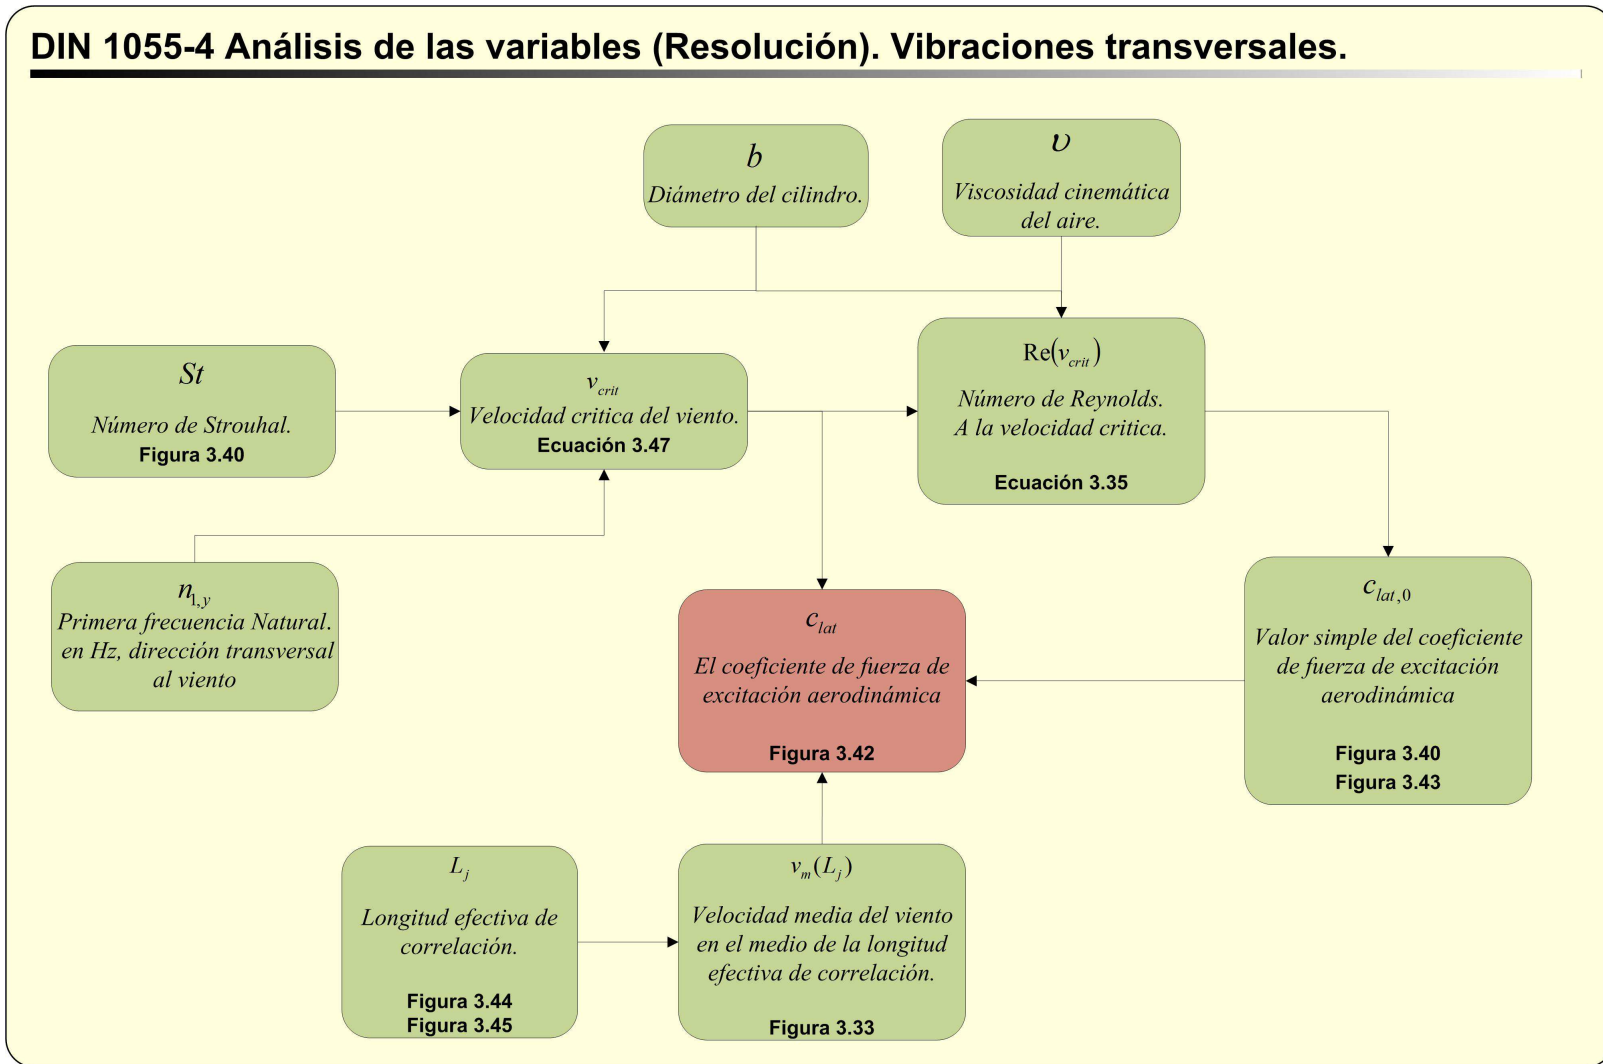 DIN 1055-4 Análisis de las variables (Resolución). Vibraciones transversales.
b
Diámetro del cilindro.
υ
Viscosidad cinemática
del aire.
St
Número de Strouhal.
Figura 3.40
v_crit
Velocidad critica del viento.
Ecuación 3.47
Re(v_crit)
Número de Reynolds.
A la velocidad critica.
Ecuación 3.35
n_1,y
Primera frecuencia Natural.
en Hz, dirección transversal
al viento
c_lat
El coeficiente de fuerza de
excitación aerodinámica
Figura 3.42
c_lat,0
Valor simple del coeficiente
de fuerza de excitación
aerodinámica
Figura 3.40
Figura 3.43
L_j
Longitud efectiva de
correlación.
Figura 3.44
Figura 3.45
v_m(L_j)
Velocidad media del viento
en el medio de la longitud
efectiva de correlación.
Figura 3.33